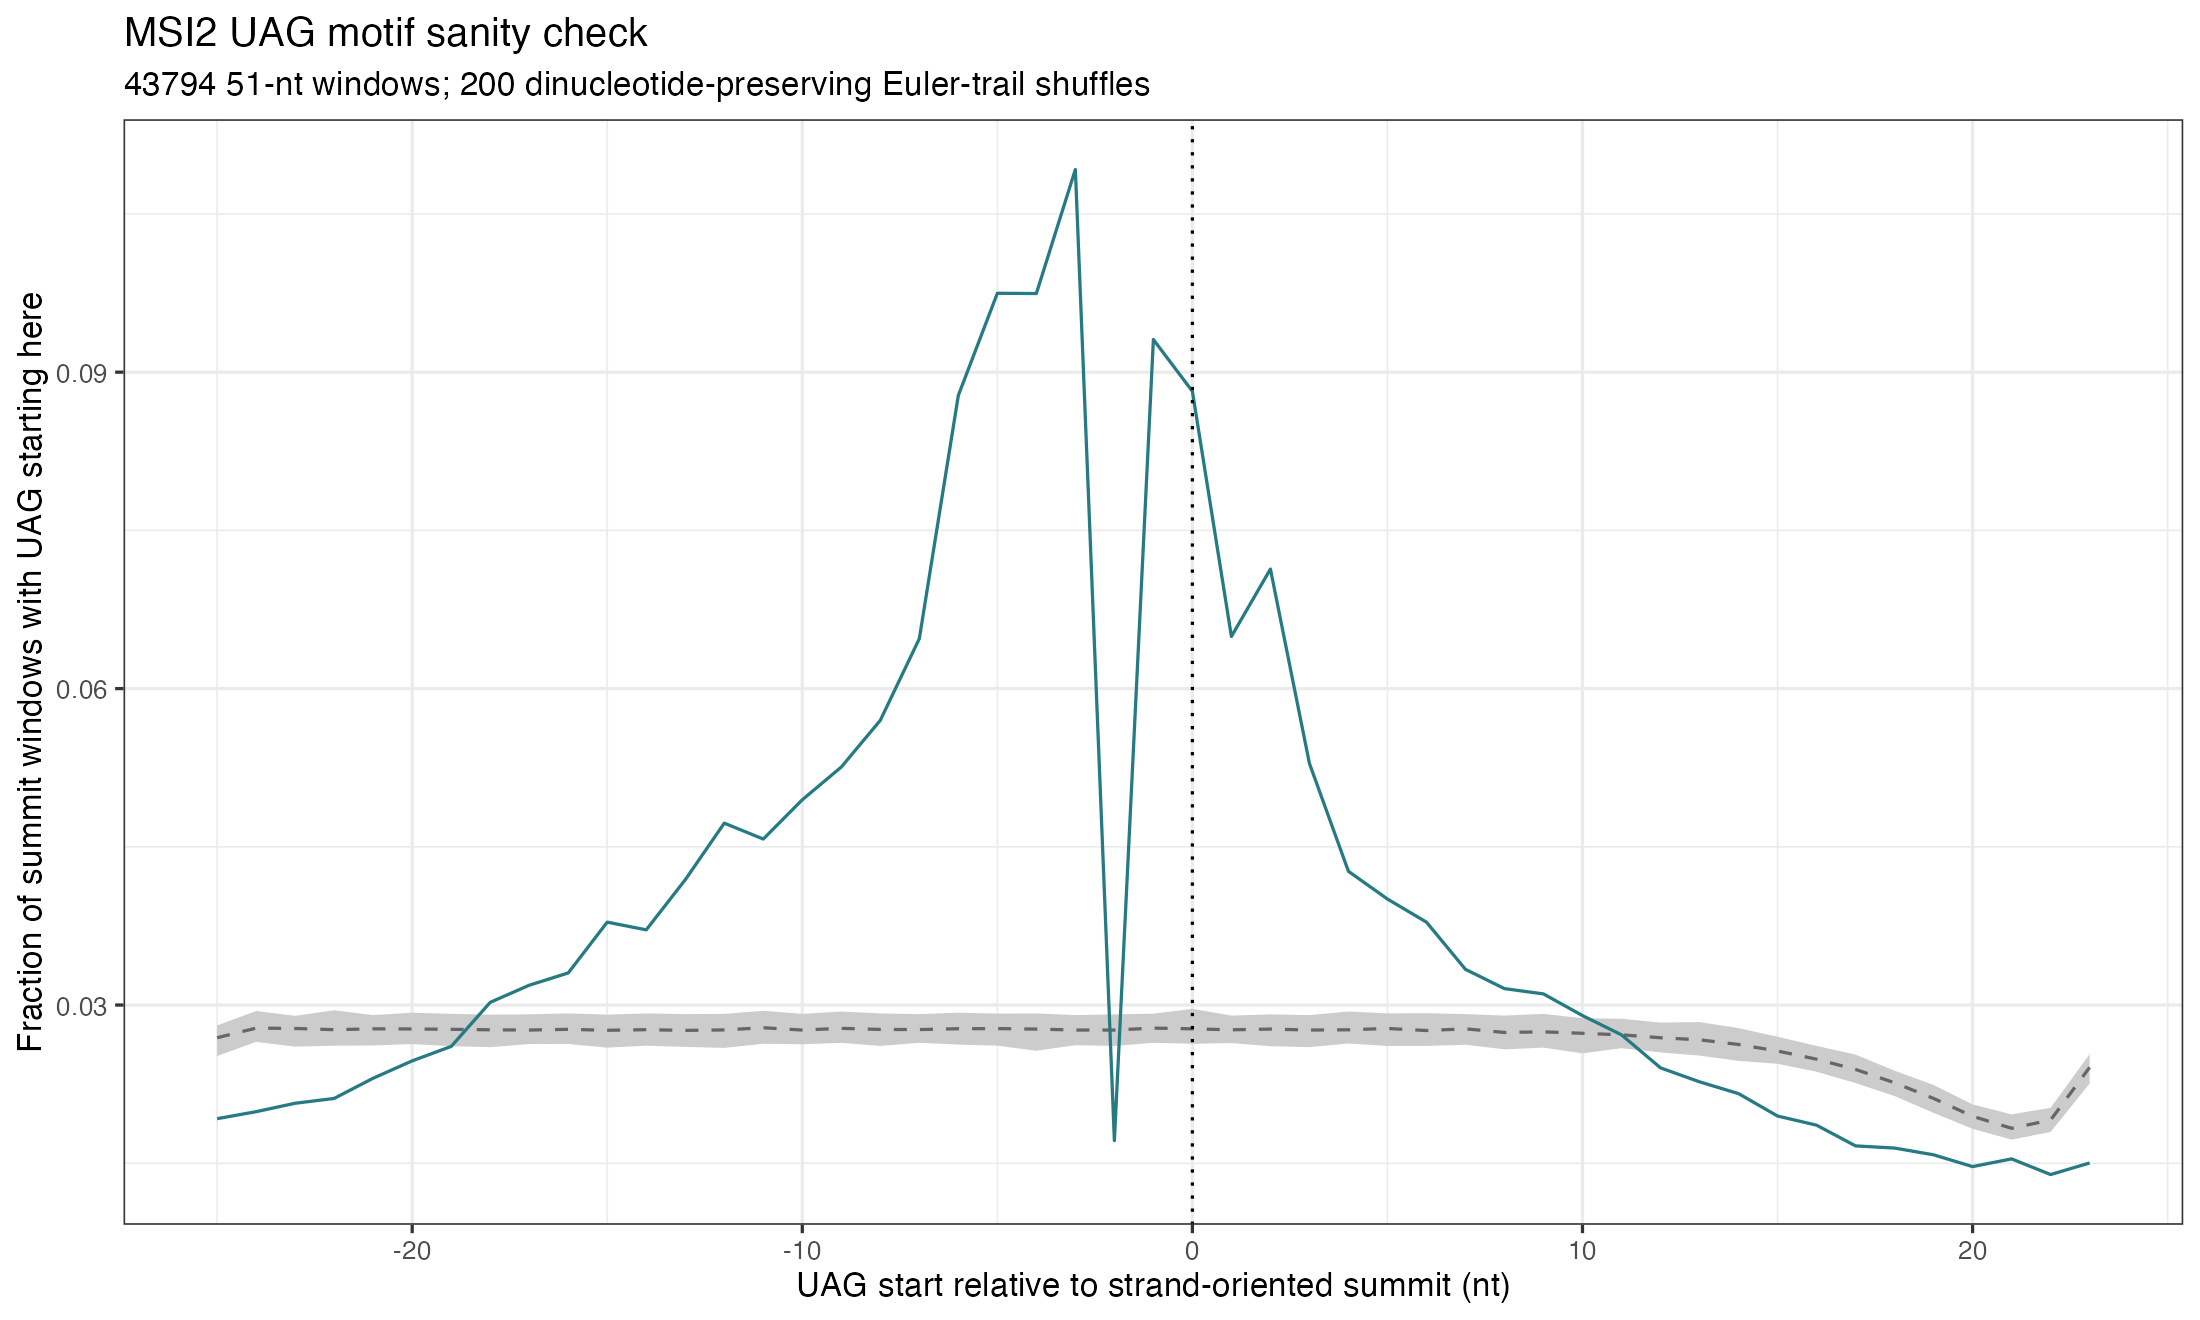 MSI2 UAG motif sanity check
43794 51-nt windows; 200 dinucleotide-preserving Euler-trail shuffles
Fraction of summit windows with UAG starting here
0.09
0.06
0.03
-20
-10
0
10
20
UAG start relative to strand-oriented summit (nt)